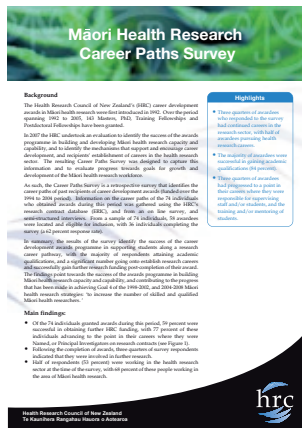 Māori Health Research
Career Paths Survey
Background
The Health Research Council of New Zealand's (HRC) career development
awards in Māori health research were first introduced in 1992. Over the period
spanning 1992 to 2005, 143 Masters, PhD, Training Fellowships and
Postdoctoral Fellowships have been granted.
In 2007 the HRC undertook an evaluation to identify the success of the awards
programme in building and developing Māori health research capacity and
capability, and to identify the mechanisms that support and encourage career
development, and recipients' establishment of careers in the health research
sector. The resulting Career Paths Survey was designed to capture this
information and to evaluate progress towards goals for growth and
development of the Māori health research workforce.
As such, the Career Paths Survey is a retrospective survey that identifies the
career paths of past recipients of career development awards (funded over the
1994 to 2004 period). Information on the career paths of the 74 individuals
who obtained awards during this period was gathered using the HRC's
research contract database (ERIC), and from an on line survey, and
semi-structured interviews. From a sample of 74 individuals, 58 awardees
were located and eligible for inclusion, with 36 individuals completing the
survey (a 62 percent response rate).
In summary, the results of the survey identify the success of the career
development awards programme in supporting students along a research
career pathway, with the majority of respondents attaining academic
qualifications, and a significant number going onto establish research careers
and successfully gain further research funding post-completion of their award.
The findings point towards the success of the awards programme in building
Māori health research capacity and capability, and contributing to the progress
that has been made in achieving Goal 4 of the 1998-2002, and 2004-2008 Māori
health research strategies: 'to increase the number of skilled and qualified
Māori health researchers.'
Main findings:
• Of the 74 individuals granted awards during this period, 59 percent were
successful in obtaining further HRC funding, with 77 percent of these
individuals advancing to the point in their careers where they were
Named, or Principal Investigators on research contracts (see Figure 1).
• Following the completion of awards, three quarters of survey respondents
indicated that they were involved in further research.
• Half of respondents (53 percent) were working in the health research
sector at the time of the survey, with 68 percent of these people working in
the area of Māori health research.
Highlights
• Three quarters of awardees
who responded to the survey
had continued careers in the
research sector, with half of
awardees pursuing health
research careers.
• The majority of awardees were
successful in gaining academic
qualifications (84 percent).
• Three quarters of awardees
had progressed to a point in
their careers where they were
responsible for supervising
staff and/or students, and the
training and/or mentoring of
students.
hrc
Health Research Council of New Zealand
Te Kaunihera Rangahau Hauora o Aotearoa